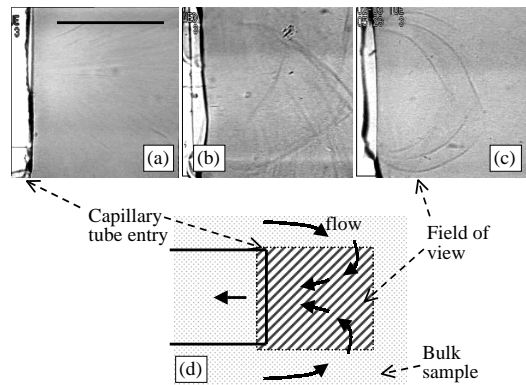 (a)
(b)
(c)
Capillary
tube entry
flow
Field of
view
(d)
Bulk
sample